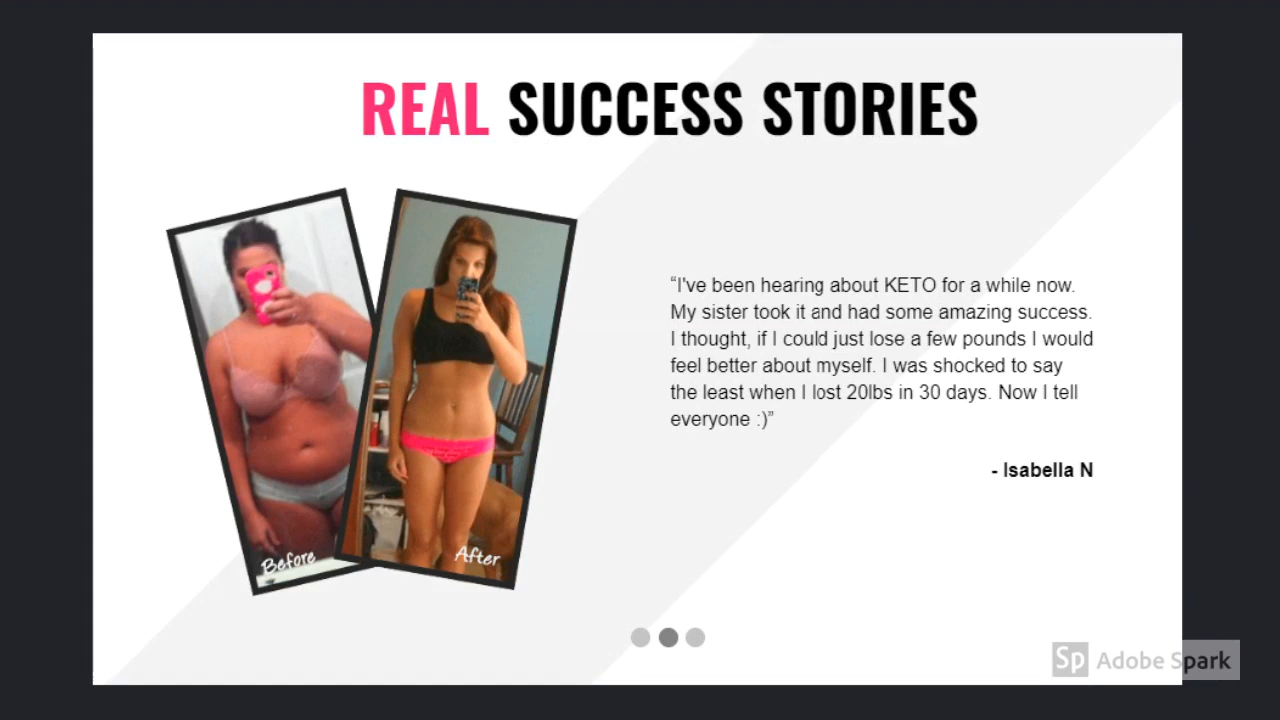 REAL SUCCESS STORIES
“I've been hearing about KETO for a while now.
My sister took it and had some amazing success.
I thought, if I could just lose a few pounds I would
feel better about myself. I was shocked to say
the least when I lost 20lbs in 30 days. Now I tell
everyone :)”
- Isabella N
Before
After
Sp Adobe Spark